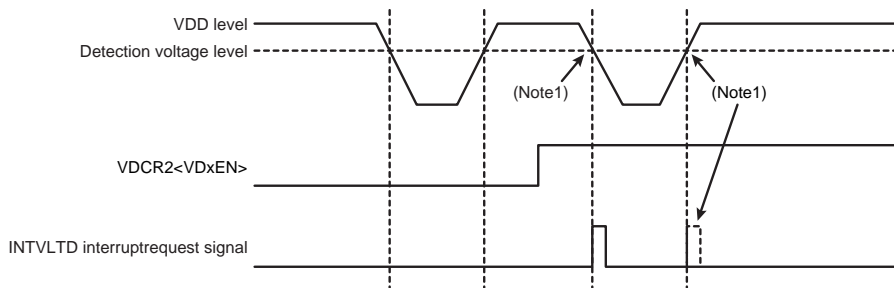 VDD level
Detection voltage level
(Note1)
(Note1)
VDCR2<VDxEN>
INTVLTD interruptrequest signal